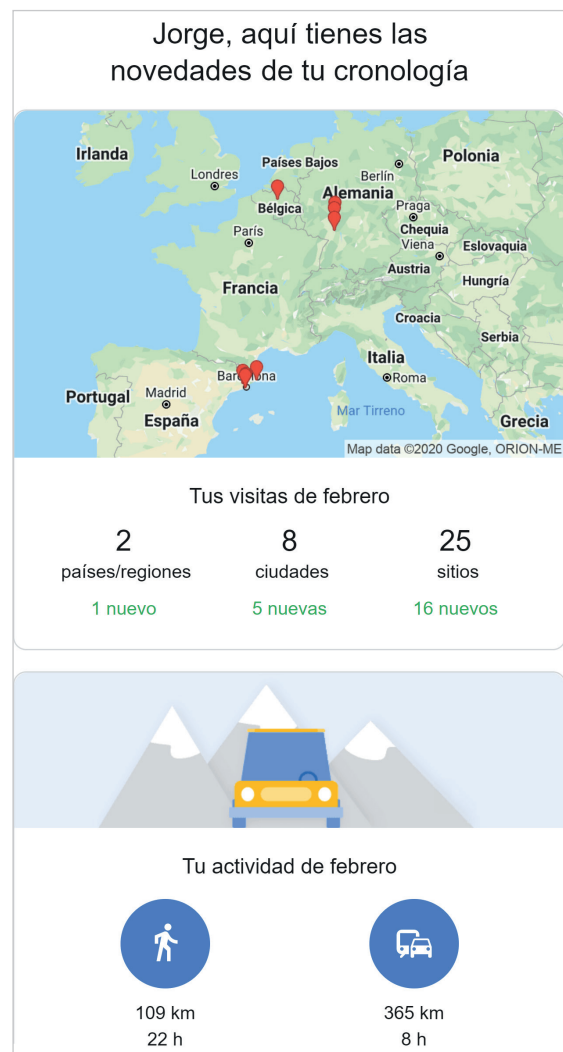 Jorge, aquí tienes las
novedades de tu cronología
Irlanda
Londres
Países Bajos
Berlín
Polonia
Bélgica
Alemania
Praga
París
Chequia
Viena
Eslovaquia
Austria
Hungría
Francia
Croacia
Serbia
Italia
Barcelona
Roma
Portugal
Madrid
España
Mar Tirreno
Grecia
Map data ©2020 Google, ORION-ME
Tus visitas de febrero
2 8 25
países/regiones ciudades sitios
1 nuevo 5 nuevas 16 nuevos
Tu actividad de febrero
109 km 365 km
22 h 8 h